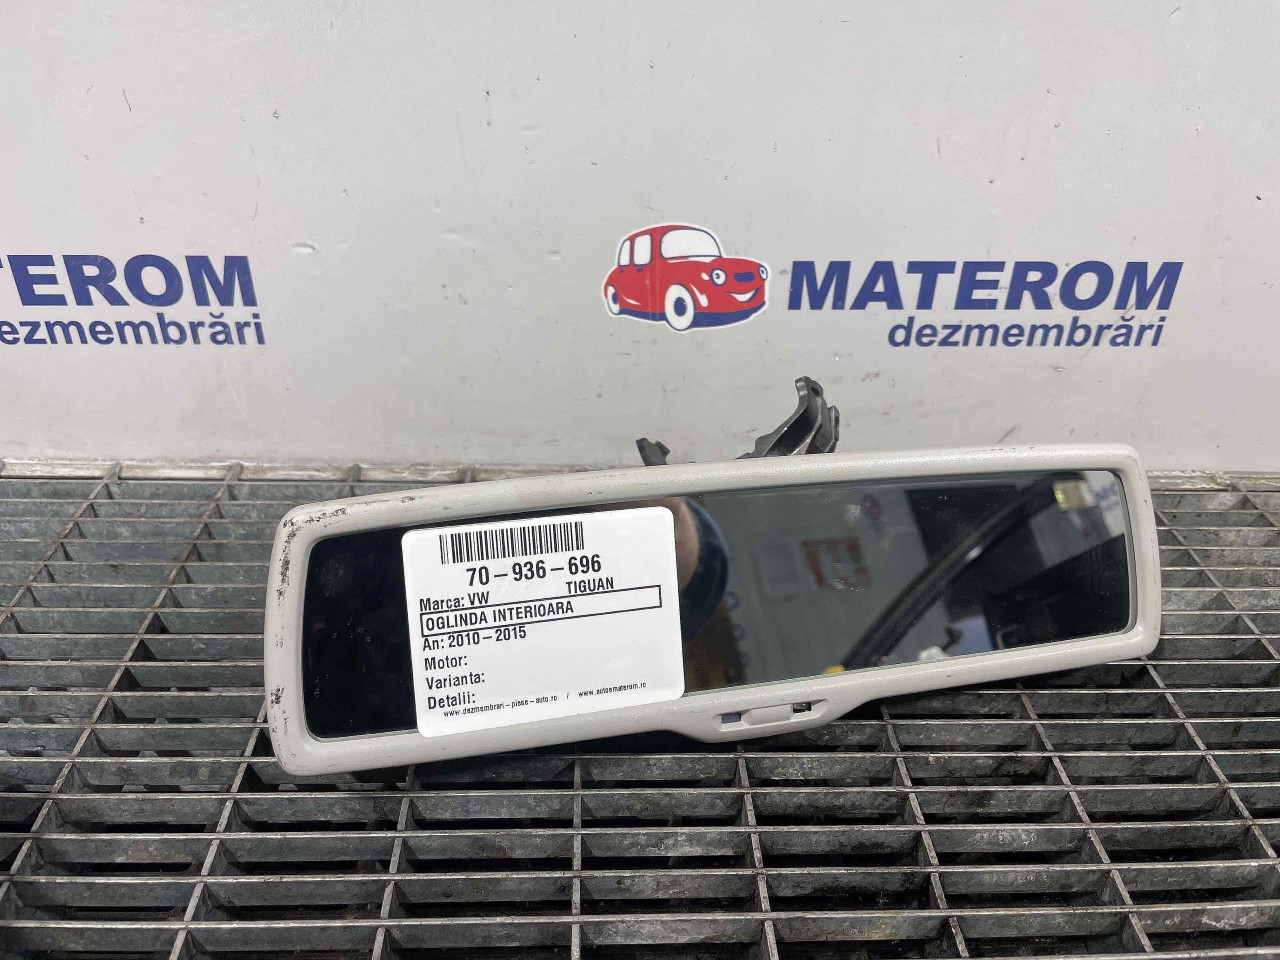 TEROM
dezmembrări
MATEROM
dezmembrări
70-936-696
Marca: VW TIGUAN
OGLINDA INTERIOARA
An: 2010-2015
Motor:
Varianta:
Detalii:
www.dezmembrari-piese-auto.ro / www.autoematerom.ro